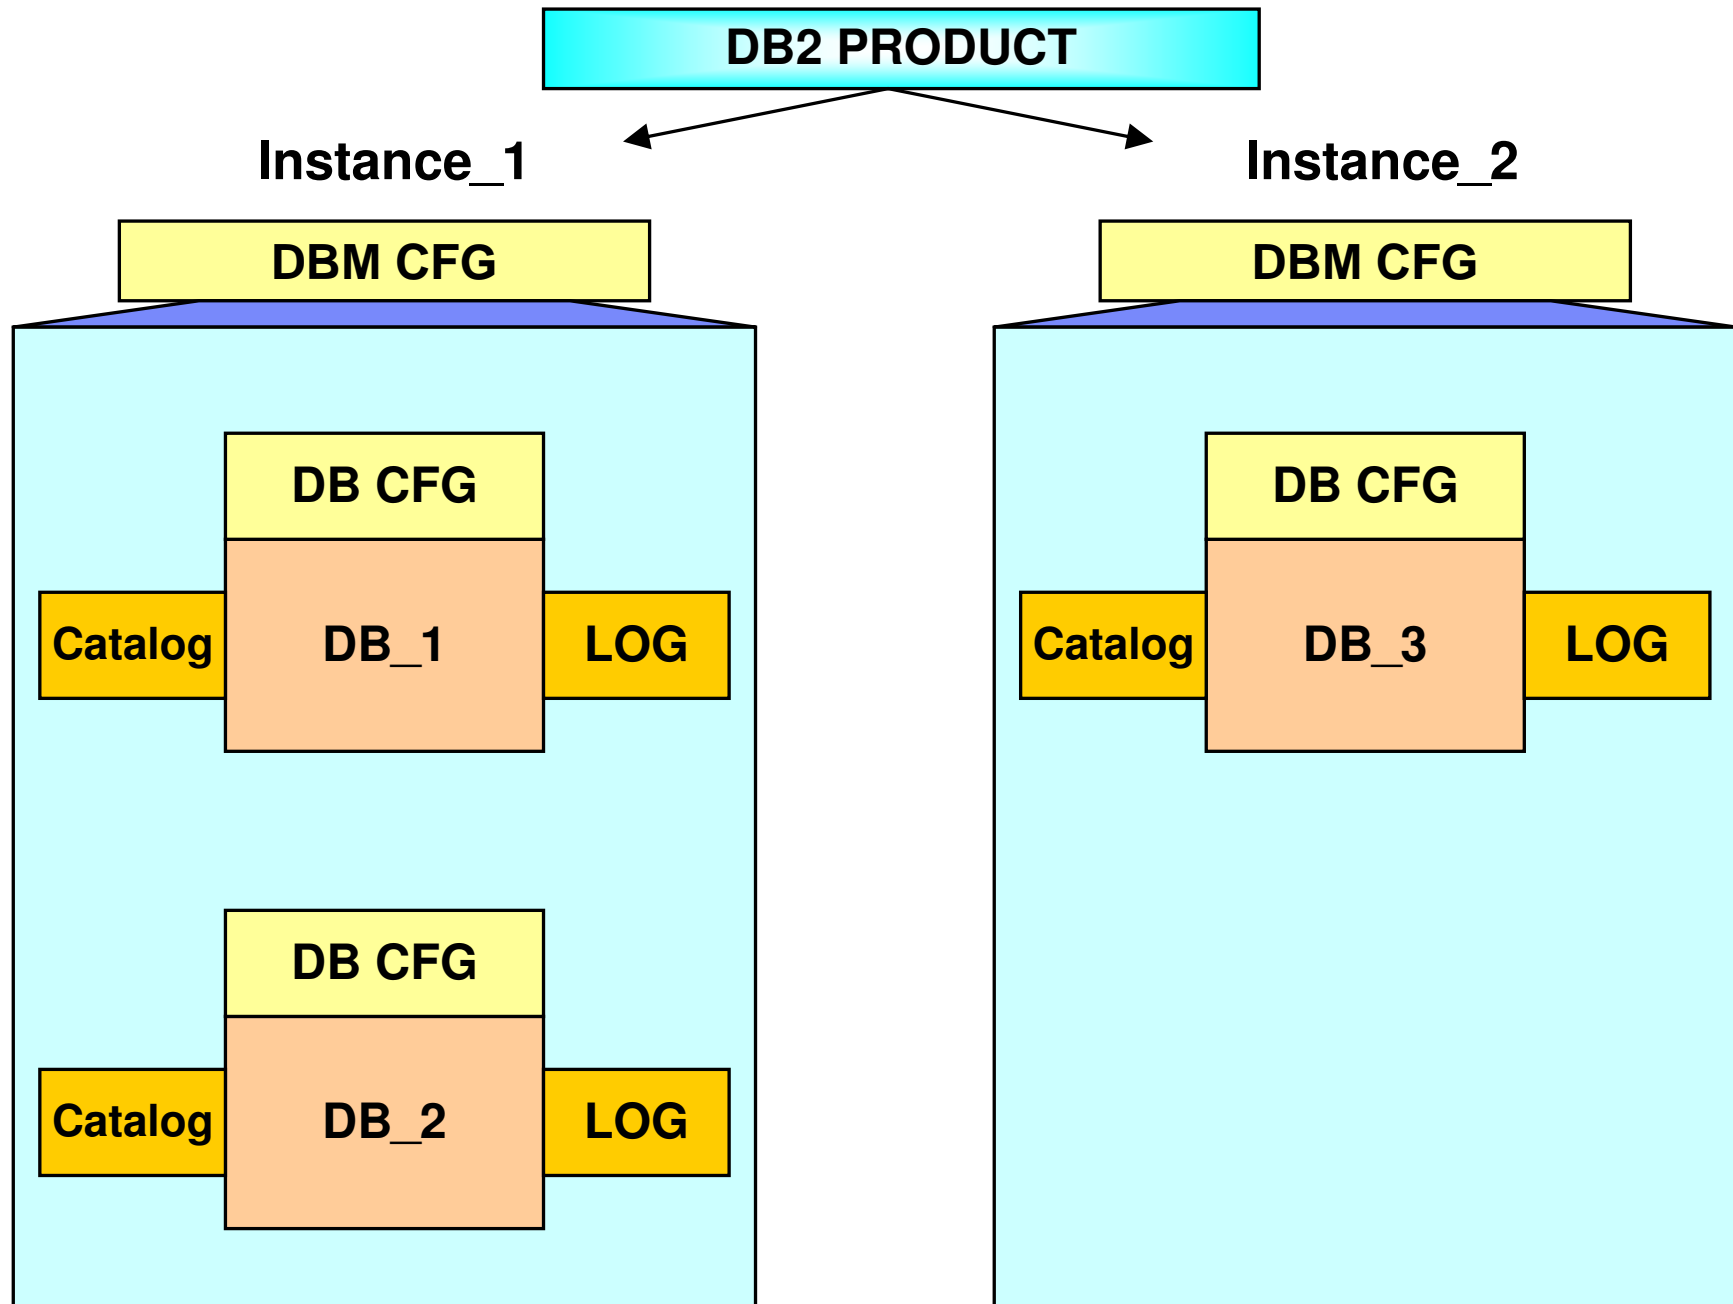 DB2 PRODUCT
Instance_1
Instance_2
DBM CFG
DBM CFG
DB CFG
DB CFG
Catalog
DB_1
LOG
Catalog
DB_3
LOG
DB CFG
Catalog
DB_2
LOG